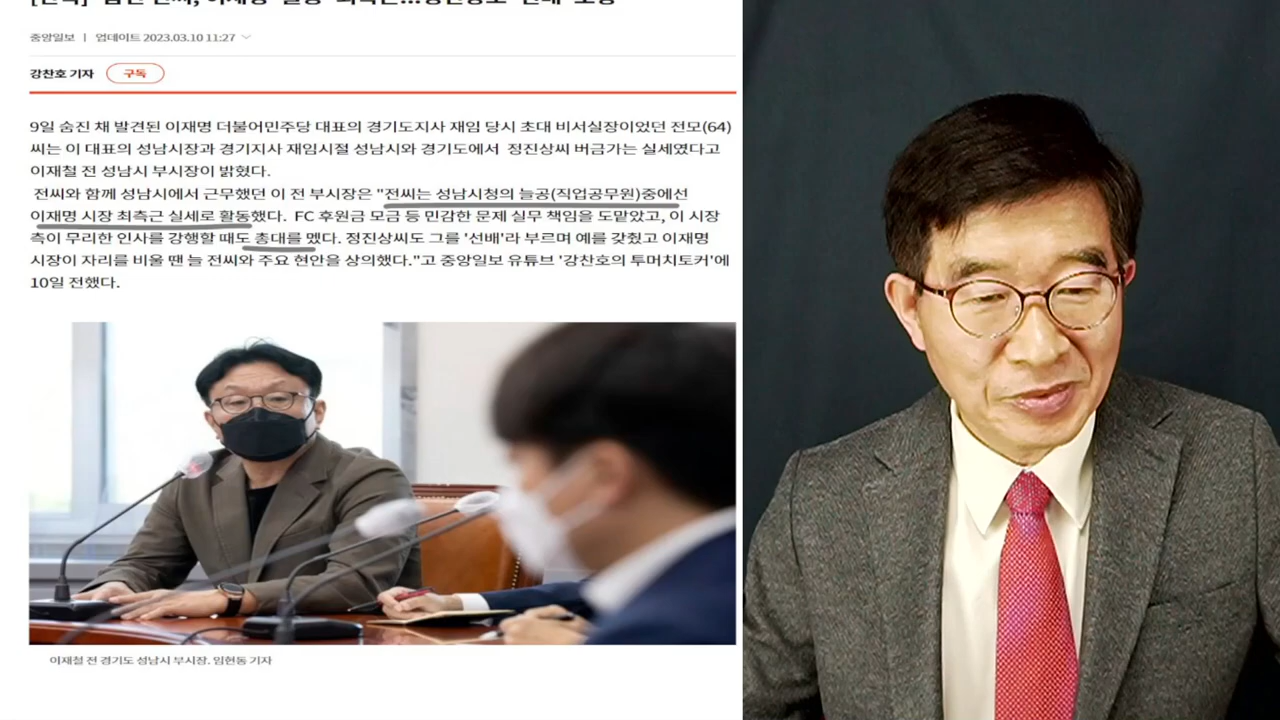 중앙일보 | 업데이트 2023.03.10 11:27
강찬호 기자 구독
9일 숨진 채 발견된 이재명 더불어민주당 대표의 경기도지사 재임 당시 초대 비서실장이었던 전모(64)
씨는 이 대표의 성남시장과 경기지사 재임시절 성남시와 경기도에서 정진상씨 버금가는 실세였다고
이재철 전 성남시 부시장이 밝혔다.
전씨와 함께 성남시에서 근무했던 이 전 부시장은 "전씨는 성남시청의 늘공(직업공무원)중에선
이재명 시장 최측근 실세로 활동했다. FC 후원금 모금 등 민감한 문제 실무 책임을 도맡았고, 이 시장
측이 무리한 인사를 강행할 때도 총대를 멨다. 정진상씨도 그를 '선배'라 부르며 예를 갖췄고 이재명
시장이 자리를 비울 땐 늘 전씨와 주요 현안을 상의했다."고 중앙일보 유튜브 '강찬호의 투머치토커'에
10일 전했다.
이재철 전 경기도 성남시 부시장. 임현동 기자